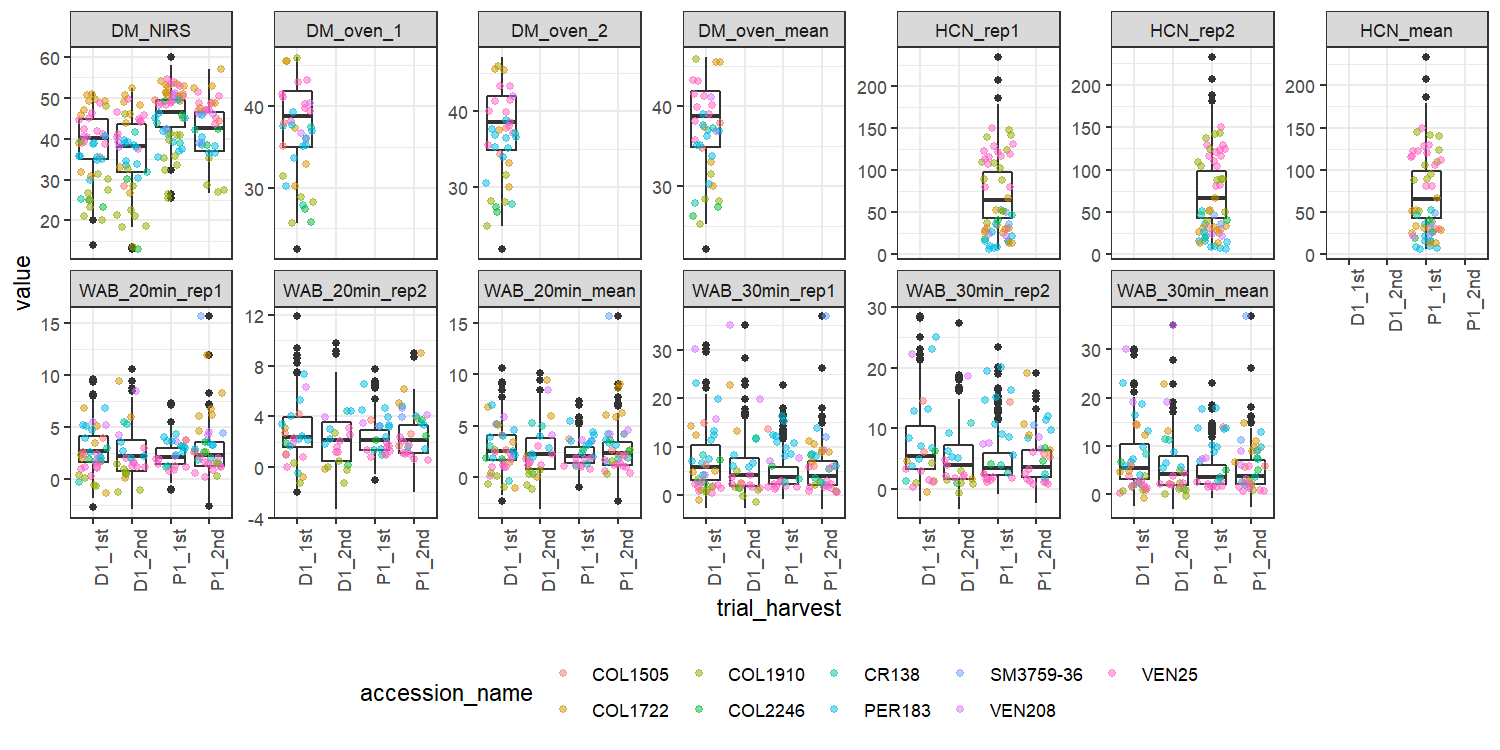 DM_NIRS DM_oven_1 DM_oven_2 DM_oven_mean HCN_rep1 HCN_rep2 HCN_mean
60 50 40 30 20
40 30
40 30
40 30
200 150 100 50 0
200 150 100 50 0
200 150 100 50 0
D1_1st D1_2nd P1_1st P1_2nd
value
WAB_20min_rep1 WAB_20min_rep2 WAB_20min_mean WAB_30min_rep1 WAB_30min_rep2 WAB_30min_mean
15 10 5 0
12 8 4 0 -4
15 10 5 0
30 20 10 0
30 20 10 0
30 20 10 0
D1_1st D1_2nd P1_1st P1_2nd
D1_1st D1_2nd P1_1st P1_2nd
D1_1st D1_2nd P1_1st P1_2nd
D1_1st D1_2nd P1_1st P1_2nd
D1_1st D1_2nd P1_1st P1_2nd
D1_1st D1_2nd P1_1st P1_2nd
trial_harvest
accession_name
COL1505 COL1910 CR138 SM3759-36 VEN25
COL1722 COL2246 PER183 VEN208